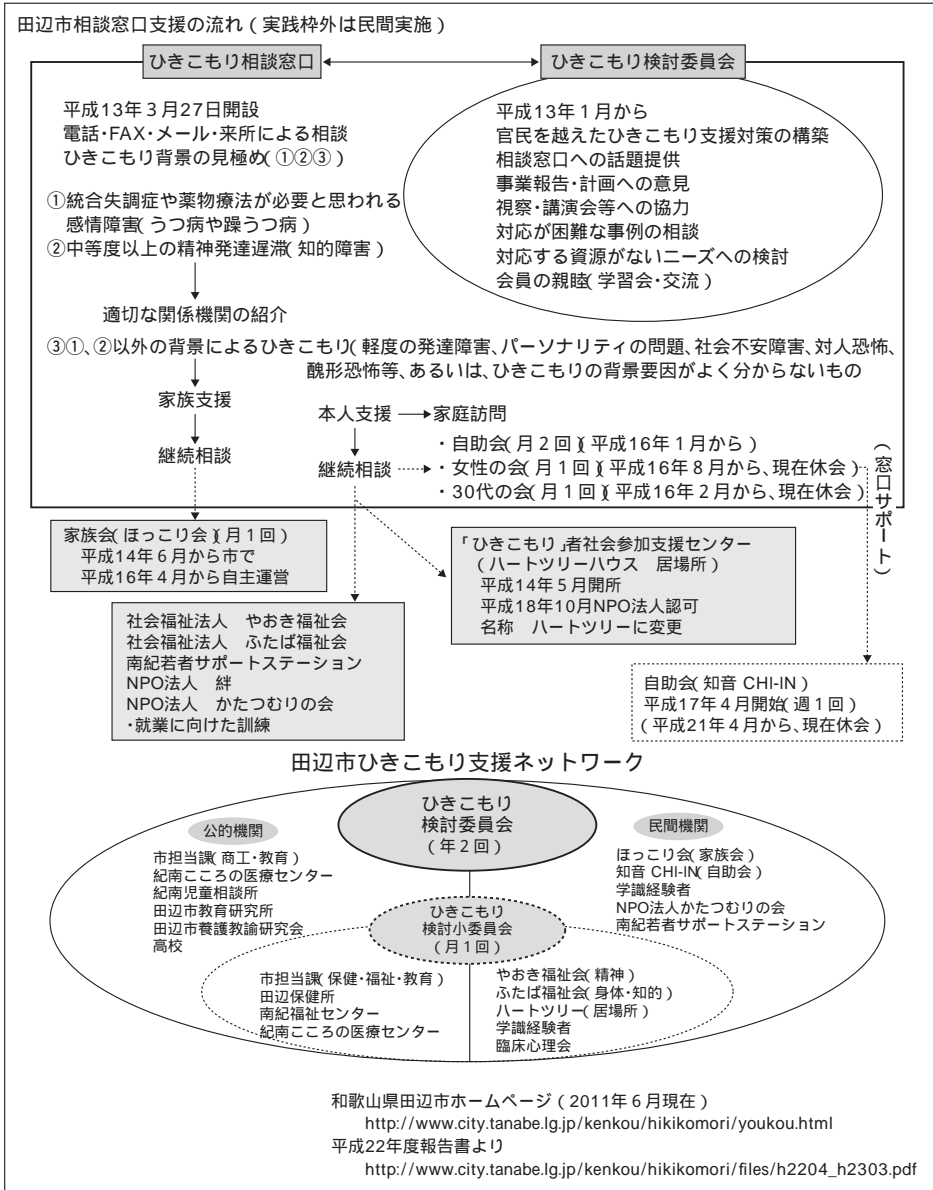 田辺市相談窓口支援の流れ(実践枠外は民間実施)
ひきこもり相談窓口
ひきこもり検討委員会
平成13年3月27日開設
電話・FAX・メール・来所による相談
ひきこもり背景の見極め(①②③)
平成13年1月から
官民を越えたひきこもり支援対策の構築
相談窓口への話題提供
事業報告・計画への意見
視察・講演会等への協力
対応が困難な事例の相談
対応する資源がないニーズへの検討
会員の親睦(学習会・交流)
①統合失調症や薬物療法が必要と思われる
感情障害(うつ病や躁うつ病)
②中等度以上の精神発達遅滞(知的障害)
適切な関係機関の紹介
③①、②以外の背景によるひきこもり(軽度の発達障害、パーソナリティの問題、社会不安障害、対人恐怖、
醜形恐怖等、あるいは、ひきこもりの背景要因がよく分からないもの
家族支援
継続相談
本人支援
家庭訪問
継続相談
・自助会(月2回)(平成16年1月から)
・女性の会(月1回)(平成16年8月から、現在休会)
・30代の会(月1回)(平成16年2月から、現在休会)
(窓口サポート)
家族会(ほっこり会)(月1回)
平成14年6月から市で
平成16年4月から自主運営
「ひきこもり」者社会参加支援センター
(ハートツリーハウス 居場所)
平成14年5月開所
平成18年10月NPO法人認可
名称 ハートツリーに変更
社会福祉法人 やおき福祉会
社会福祉法人 ふたば福祉会
南紀若者サポートステーション
NPO法人 絆
NPO法人 かたつむりの会
・就業に向けた訓練
自助会(知音 CHI-IN)
平成17年4月開始(週1回)
(平成21年4月から、現在休会)
田辺市ひきこもり支援ネットワーク
ひきこもり
検討委員会
(年2回)
公的機関
市担当課(商工・教育)
紀南こころの医療センター
紀南児童相談所
田辺市教育研究所
田辺市養護教諭研究会
高校
民間機関
ほっこり会(家族会)
知音 CHI-IN(自助会)
学識経験者
NPO法人かたつむりの会
南紀若者サポートステーション
ひきこもり
検討小委員会
(月1回)
市担当課(保健・福祉・教育)
田辺保健所
南紀福祉センター
紀南こころの医療センター
やおき福祉会(精神)
ふたば福祉会(身体・知的)
ハートツリー(居場所)
学識経験者
臨床心理会
和歌山県田辺市ホームページ(2011年6月現在)
http://www.city.tanabe.lg.jp/kenkou/hikikomori/youkou.html
平成22年度報告書より
http://www.city.tanabe.lg.jp/kenkou/hikikomori/files/h2204_h2303.pdf